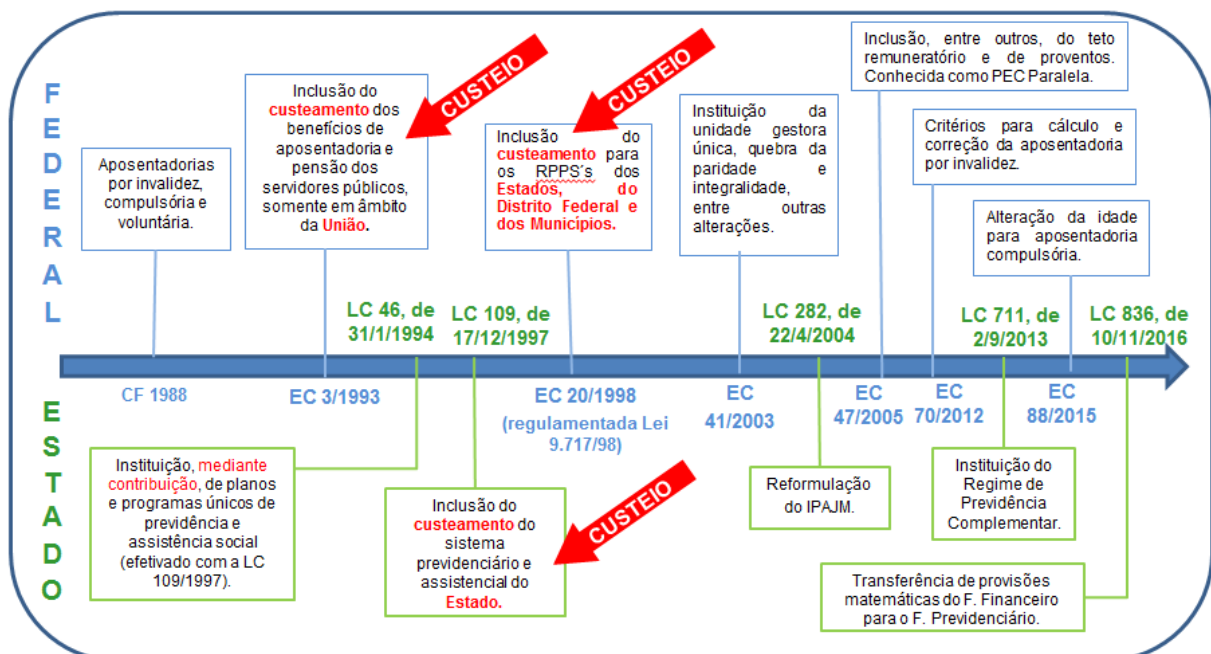 FEDERAL
Aposentadorias
por invalidez,
compulsória e
voluntária.
CUSTEIO
Inclusão do
custeamento dos
benefícios de
aposentadoria e
pensão dos
servidores públicos,
somente em âmbito
da União.
CUSTEIO
Inclusão do
custeamento para
os RPPS´s dos
Estados, do
Distrito Federal e
dos Municípios.
Instituição da
unidade gestora
única, quebra da
paridade e
integralidade,
entre outras
alterações.
Inclusão, entre outros, do teto
remuneratório e de proventos.
Conhecida como PEC Paralela.
Critérios para cálculo e
correção da aposentadoria
por invalidez.
Alteração da idade
para aposentadoria
compulsória.
LC 46, de
31/1/1994
LC 109, de
17/12/1997
LC 282, de
22/4/2004
LC 711, de
2/9/2013
LC 836, de
10/11/2016
CF 1988
EC 3/1993
EC 20/1998
(regulamentada Lei
9.717/98)
EC
41/2003
EC
47/2005
EC
70/2012
EC
88/2015
ESTADO
Instituição, mediante
contribuição, de planos
e programas únicos de
previdência e
assistência social
(efetivado com a LC
109/1997).
Inclusão do
custeamento do
sistema
previdenciário e
assistencial do
Estado.
CUSTEIO
Reformulação
do IPAJM.
Instituição do
Regime de
Previdência
Complementar.
Transferência de provisões
matemáticas do F. Financeiro
para o F. Previdenciário.